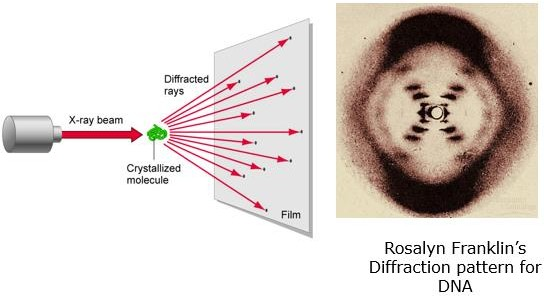 X-ray beam
Diffracted
rays
Crystallized
molecule
Film
Rosalyn Franklin's
Diffraction pattern for
DNA